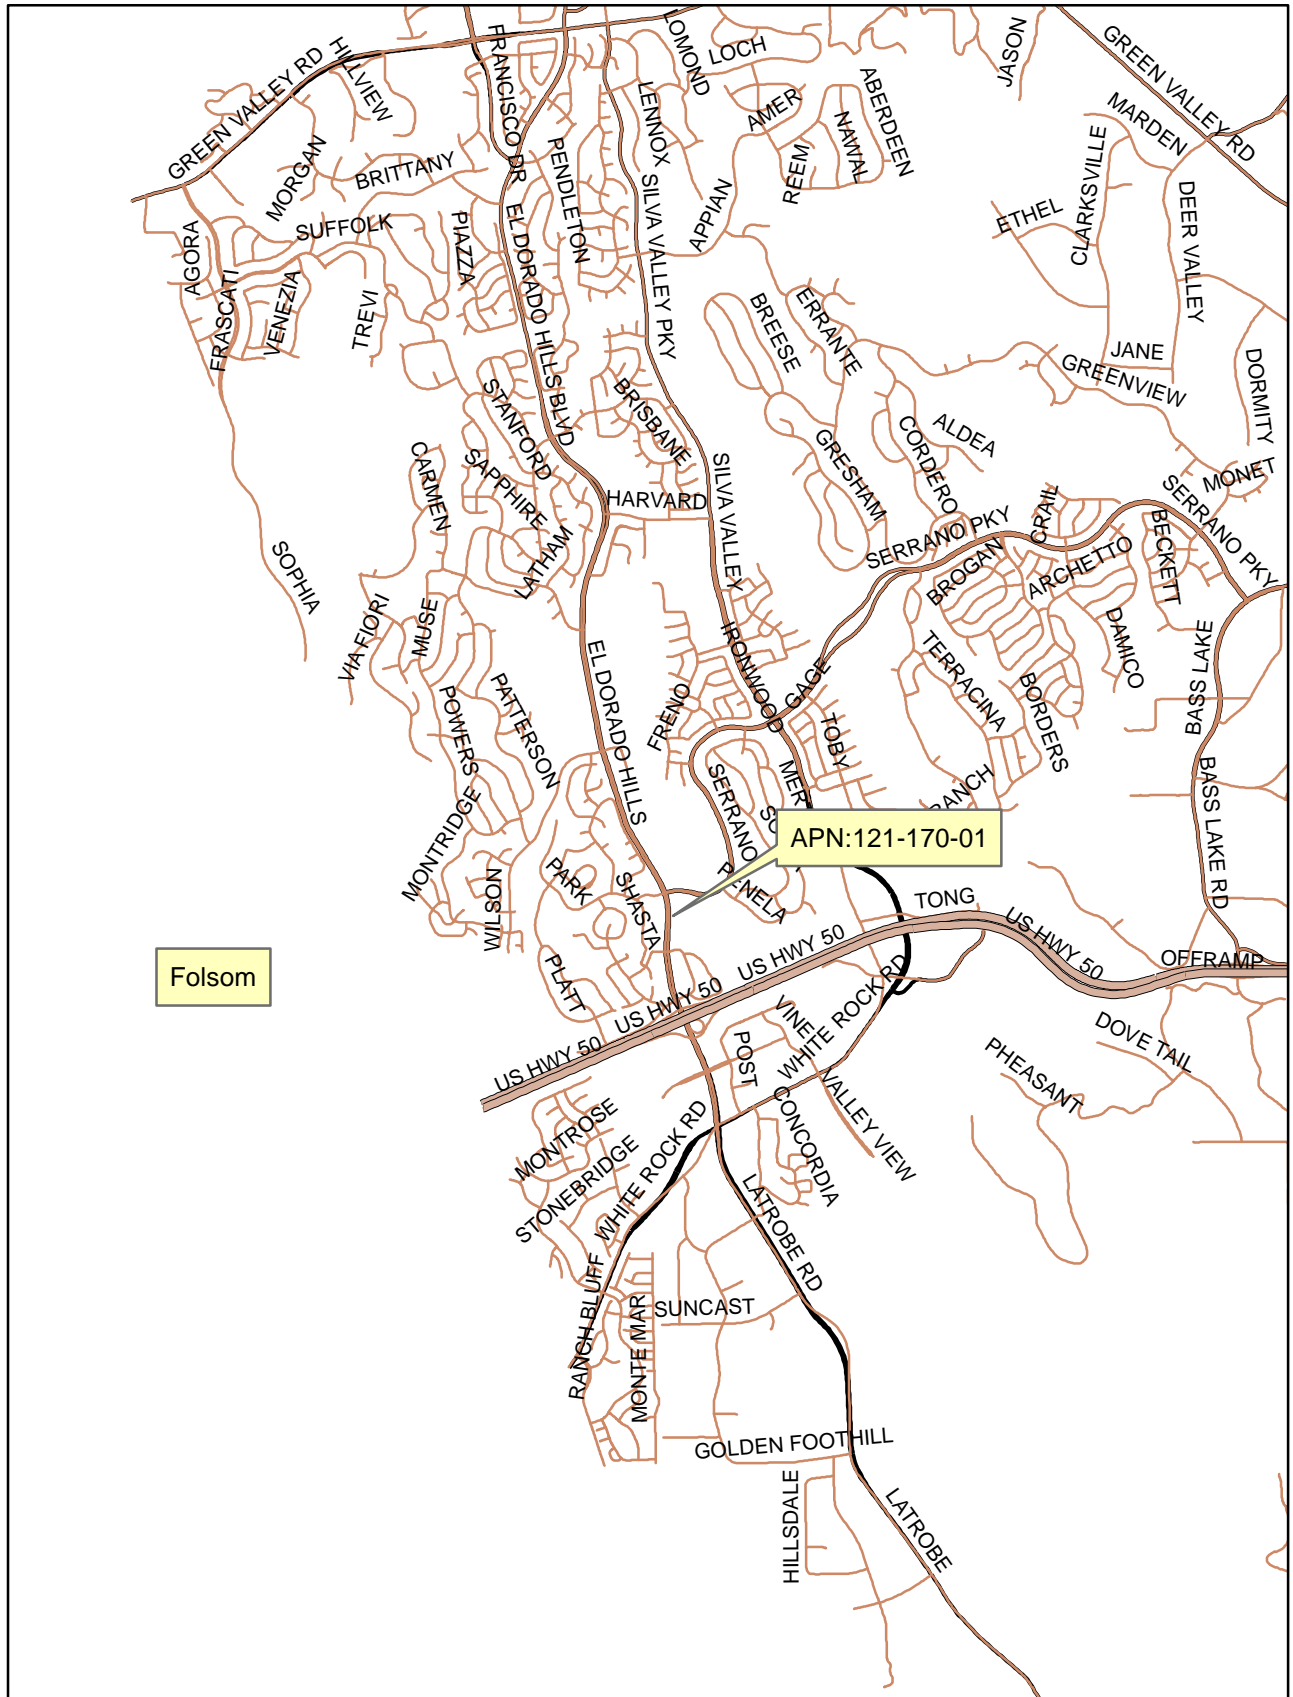 GREEN VALLEY RD
HILLVIEW
FRANCISCO DR
LOMOND
LOCH
JASON
GREEN VALLEY RD
MARDEN
MORGAN
BRITTANY
PENDLETON
LENNOX
AMER
REEM
NAWAL
ABERDEEN
CLARKSVILLE
ETHEL
DEER VALLEY
AGORA
SUFFOLK
PIAZZA
EL DORADO HILLS BLVD
SILVA VALLEY PKY
APPIAN
FRASCATI
VENEZIA
TREVI
BREESE
ERRANTE
JANE
GREENVIEW
DORMITY
STANFORD
BRISBANE
GRESHAM
CORDERO
ALDEA
CARMEN
SAPPHIRE
HARVARD
SILVA VALLEY
MONET
SERRANO PKY
CRAIL
SERRANO PKY
BECKETT
SOPHIA
LATHAM
BROGAN
ARCHETTO
VIA FIORI
MUSE
IRONWOOD
GAGE
TERRACINA
BORDERS
DAMICO
BASS LAKE
POWERS
PATTERSON
EL DORADO HILLS
FRENO
TOBY
MONTRIDGE
SERRANO
MER
RANCH
BASS LAKE RD
APN:121-170-01
WILSON
PARK
SHASTA
PENELA
TONG
US HWY 50
OFFRAMP
Folsom
PLATT
US HWY 50
US HWY 50
US HWY 50
WHITE ROCK RD
VINE
POST
VALLEY VIEW
CONCORDIA
PHEASANT
DOVE TAIL
MONTROSE
STONEBRIDGE
WHITE ROCK RD
LATROBE RD
RANCH BLUFF
MONTE MAR
SUNCAST
GOLDEN FOOTHILL
HILLSDALE
LATROBE